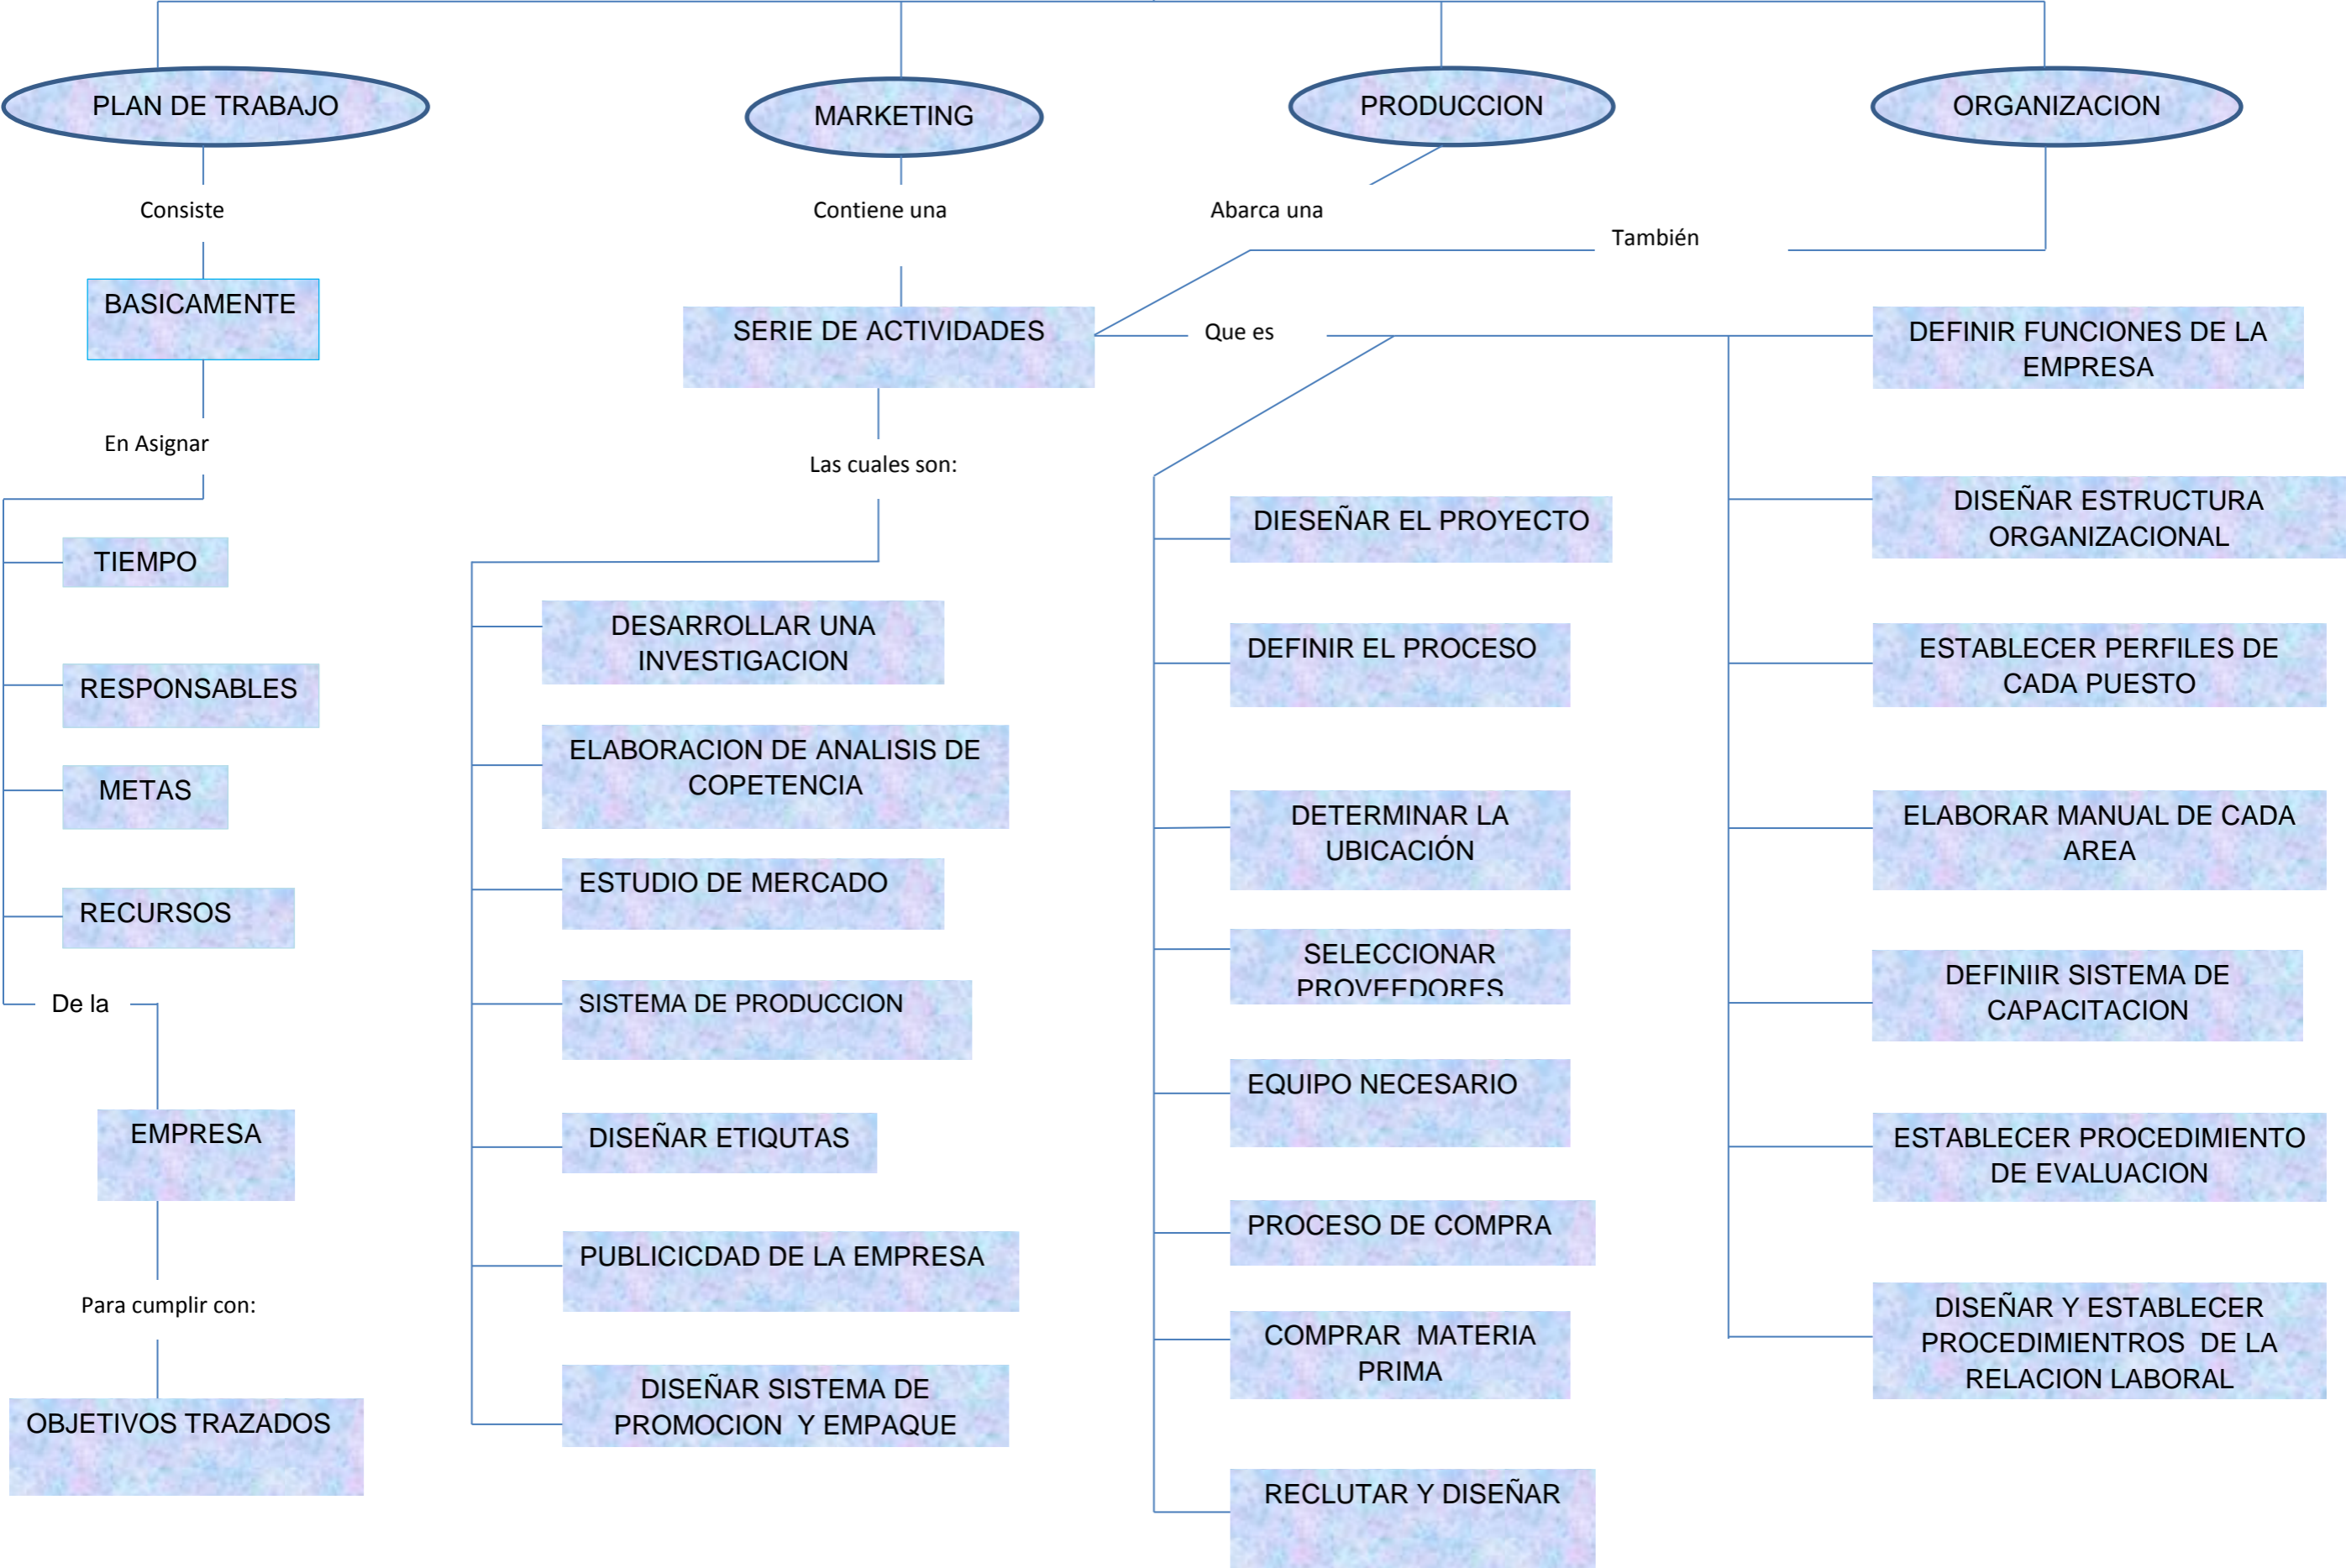 PLAN DE TRABAJO
MARKETING
PRODUCCION
ORGANIZACION
Consiste
Contiene una
Abarca una
También
BASICAMENTE
SERIE DE ACTIVIDADES
Que es
DEFINIR FUNCIONES DE LA
EMPRESA
En Asignar
Las cuales son:
TIEMPO
RESPONSABLES
METAS
RECURSOS
De la
EMPRESA
Para cumplir con:
OBJETIVOS TRAZADOS
DESARROLLAR UNA
INVESTIGACION
ELABORACION DE ANALISIS DE
COPETENCIA
ESTUDIO DE MERCADO
SISTEMA DE PRODUCCION
DISEÑAR ETIQUTAS
PUBLICICDAD DE LA EMPRESA
DISEÑAR SISTEMA DE
PROMOCION Y EMPAQUE
DIESEÑAR EL PROYECTO
DEFINIR EL PROCESO
DETERMINAR LA
UBICACIÓN
SELECCIONAR
PROVEEDORES
EQUIPO NECESARIO
PROCESO DE COMPRA
COMPRAR MATERIA
PRIMA
RECLUTAR Y DISEÑAR
DISEÑAR ESTRUCTURA
ORGANIZACIONAL
ESTABLECER PERFILES DE
CADA PUESTO
ELABORAR MANUAL DE CADA
AREA
DEFINIIR SISTEMA DE
CAPACITACION
ESTABLECER PROCEDIMIENTO
DE EVALUACION
DISEÑAR Y ESTABLECER
PROCEDIMIENTROS DE LA
RELACION LABORAL